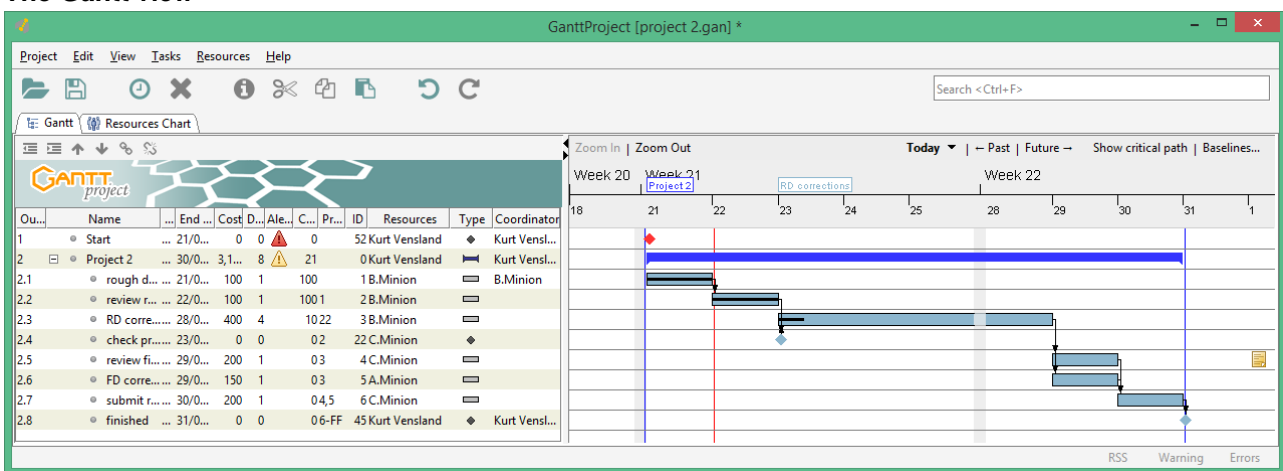 The Gantt
GanttProject [project 2.gan] *
Project Edit View Tasks Resources Help
Search <Ctrl+F>
Gantt Resources Chart
Zoom In | Zoom Out Today ▼ | ← Past | Future → Show critical path | Baselines...
GANTT project
Week 20 Week 21 Week 22
Project 2 RD corrections
Ou... Name ... End ... Cost D... Ale... C... Pr... ID Resources Type Coordinator
18 21 22 23 24 25 28 29 30 31 1
1 Start ... 21/0... 0 0 0 52 Kurt Vensland Kurt Vensl...
2 Project 2 ... 30/0... 3,1... 8 21 0 Kurt Vensland Kurt Vensl...
2.1 rough d... ... 21/0... 100 1 100 1 B.Minion B.Minion
2.2 review r... ... 22/0... 100 1 100 1 2 B.Minion
2.3 RD corre... ... 28/0... 400 4 10 22 3 B.Minion
2.4 check pr... ... 23/0... 0 0 0 2 22 C.Minion
2.5 review fi... ... 29/0... 200 1 0 3 4 C.Minion
2.6 FD corre... ... 29/0... 150 1 0 3 5 A.Minion
2.7 submit r... ... 30/0... 200 1 0 4,5 6 C.Minion
2.8 finished ... 31/0... 0 0 0 6-FF 45 Kurt Vensland Kurt Vensl...
RSS Warning Errors